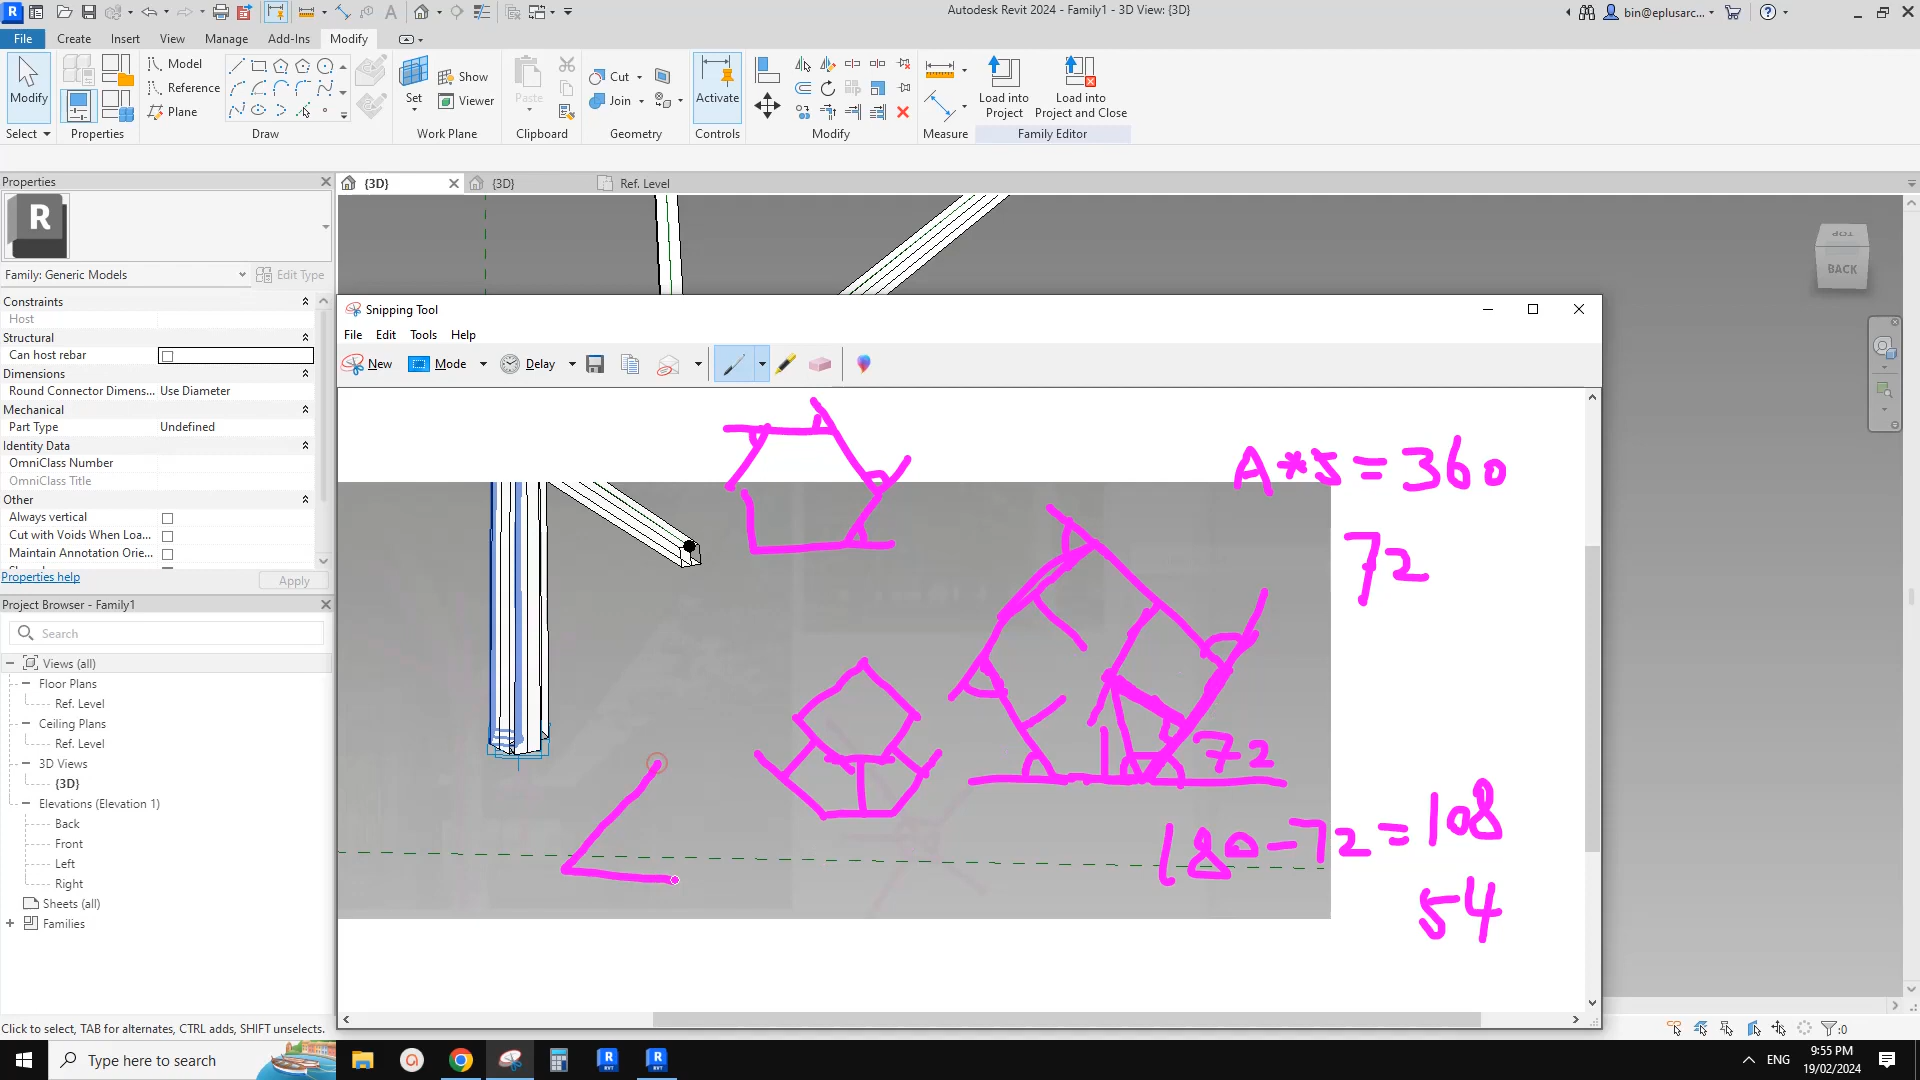 Autodesk Revit 2024 - Family1 - 3D View: {3D}
bin@eplusarc...
File Create Insert View Manage Add-Ins Modify
Modify
Select
Properties
Model
Reference
Plane
Draw
Set
Show
Viewer
Work Plane
Paste
Clipboard
Cut
Join
Geometry
Activate
Controls
Modify
Measure
Load into
Project
Load into
Project and Close
Family Editor
Properties
{3D}
{3D}
Ref. Level
R
Family: Generic Models
Edit Type
Constraints
Host
Structural
Can host rebar
Dimensions
Round Connector Dimens... Use Diameter
Mechanical
Part Type Undefined
Identity Data
OmniClass Number
OmniClass Title
Other
Always vertical
Cut with Voids When Loa...
Maintain Annotation Orie...
Properties help
Apply
Project Browser - Family1
Search
Views (all)
Floor Plans
Ref. Level
Ceiling Plans
Ref. Level
3D Views
{3D}
Elevations (Elevation 1)
Back
Front
Left
Right
Sheets (all)
Families
TOP
BACK
Snipping Tool
File Edit Tools Help
New Mode Delay
A*5=360
72
72
180-72=108
54
Click to select, TAB for alternates, CTRL adds, SHIFT unselects.
:0
Type here to search
ENG
9:55 PM
19/02/2024